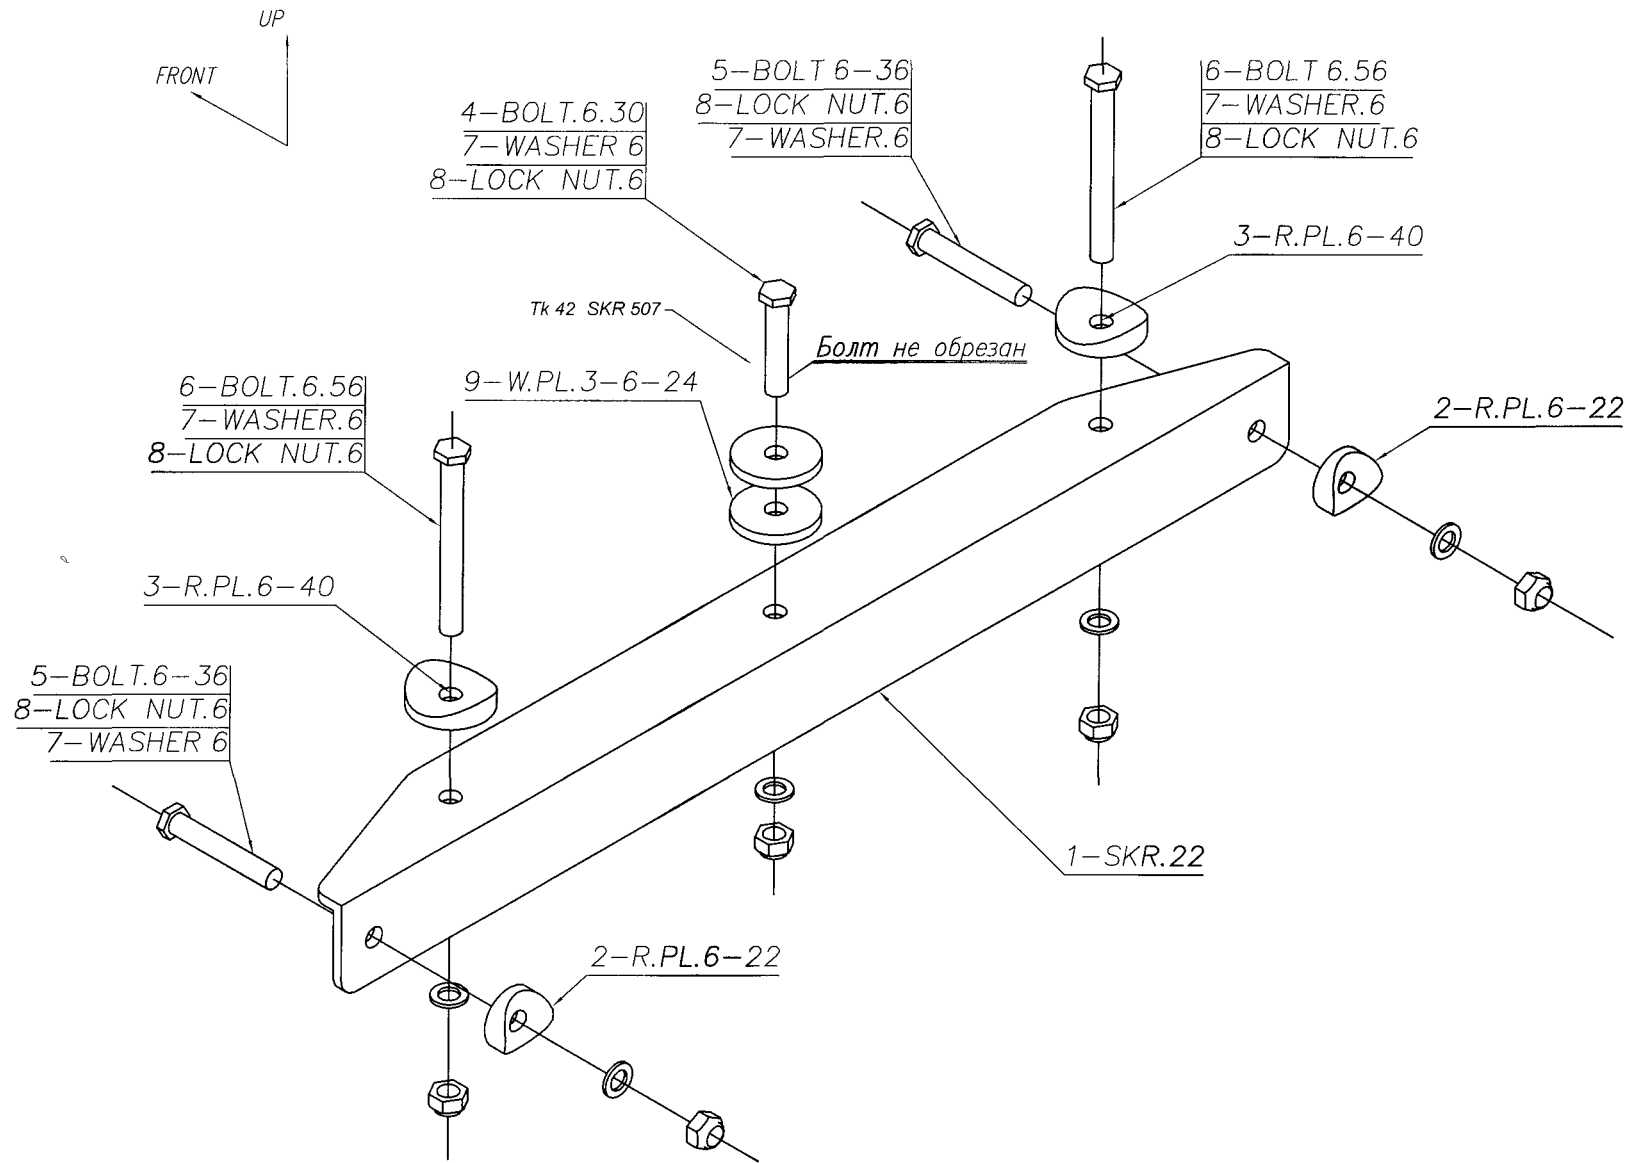 UP
FRONT
5-BOLT 6-36
8-LOCK NUT.6
7-WASHER.6
6-BOLT 6.56
7-WASHER.6
8-LOCK NUT.6
4-BOLT.6.30
7-WASHER 6
8-LOCK NUT.6
3-R.PL.6-40
Tk 42 SKR 507
Болт не обрезан
6-BOLT.6.56
7-WASHER.6
8-LOCK NUT.6
9-W.PL.3-6-24
2-R.PL.6-22
3-R.PL.6-40
5-BOLT.6-36
8-LOCK NUT.6
7-WASHER 6
1-SKR.22
2-R.PL.6-22